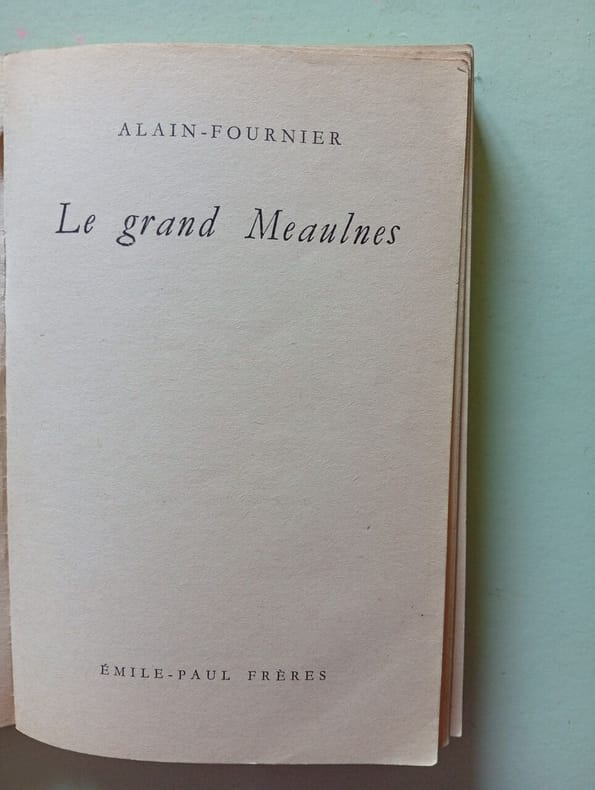 ALAIN-FOURNIER
Le grand Meaulnes
ÉMILE-PAUL FRÈRES